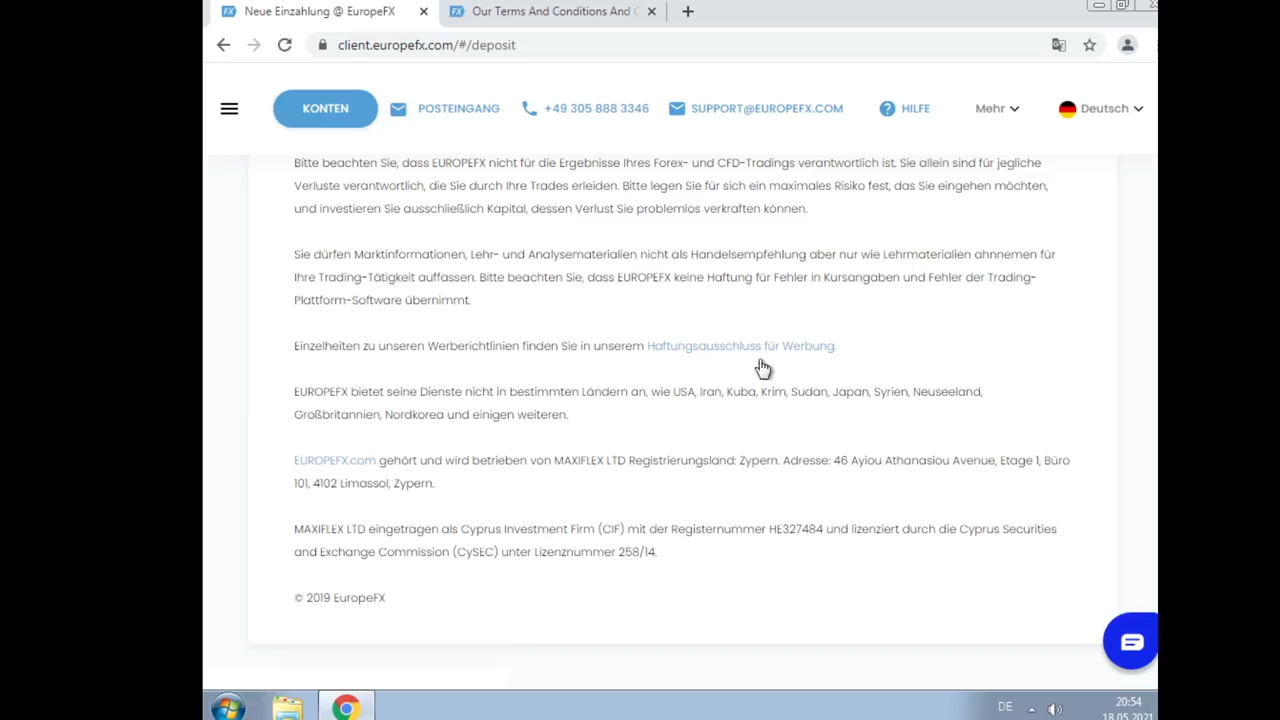 Neue Einzahlung @ EuropeFX
Our Terms And Conditions And
client.europefx.com/#/deposit
KONTEN
POSTEINGANG
+49 305 888 3346
SUPPORT@EUROPEFX.COM
HILFE
Mehr
Deutsch
Bitte beachten Sie, dass EUROPEFX nicht für die Ergebnisse Ihres Forex- und CFD-Tradings verantwortlich ist. Sie allein sind für jegliche
Verluste verantwortlich, die Sie durch Ihre Trades erleiden. Bitte legen Sie für sich ein maximales Risiko fest, das Sie eingehen möchten,
und investieren Sie ausschließlich Kapital, dessen Verlust Sie problemlos verkraften können.
Sie dürfen Marktinformationen, Lehr- und Analysematerialien nicht als Handelsempfehlung aber nur wie Lehrmaterialien ahnnemen für
Ihre Trading-Tätigkeit auffassen. Bitte beachten Sie, dass EUROPEFX keine Haftung für Fehler in Kursangaben und Fehler der Trading-
Plattform-Software übernimmt.
Einzelheiten zu unseren Werberichtlinien finden Sie in unserem Haftungsausschluss für Werbung.
EUROPEFX bietet seine Dienste nicht in bestimmten Ländern an, wie USA, Iran, Kuba, Krim, Sudan, Japan, Syrien, Neuseeland,
Großbritannien, Nordkorea und einigen weiteren.
EUROPEFX.com gehört und wird betrieben von MAXIFLEX LTD Registrierungsland: Zypern. Adresse: 46 Ayiou Athanasiou Avenue, Etage 1, Büro
101, 4102 Limassol, Zypern.
MAXIFLEX LTD eingetragen als Cyprus Investment Firm (CIF) mit der Registernummer HE327484 und lizenziert durch die Cyprus Securities
and Exchange Commission (CySEC) unter Lizenznummer 258/14.
© 2019 EuropeFX
DE
20:54
18.05.2021